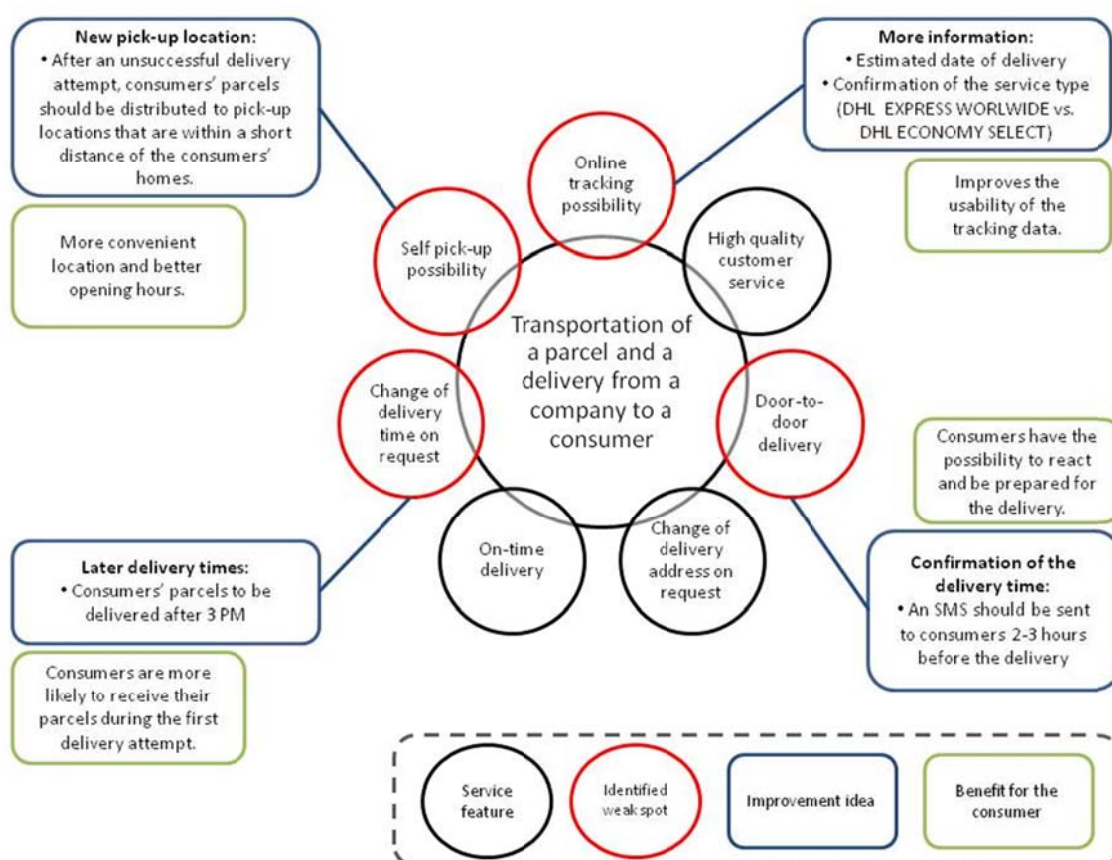 New pick-up location:
• After an unsuccessful delivery
attempt, consumers' parcels
should be distributed to pick-up
locations that are within a short
distance of the consumers'
homes.
More convenient
location and better
opening hours.
More information:
• Estimated date of delivery
• Confirmation of the service type
(DHL EXPRESS WORLWIDE vs.
DHL ECONOMY SELECT)
Improves the
usability of the
tracking data.
Online
tracking
possibility
Self pick-up
possibility
High quality
customer
service
Transportation of
a parcel and a
delivery from a
company to a
consumer
Change of
delivery
time on
request
Door-to-
door
delivery
On-time
delivery
Change of
delivery
address on
request
Consumers have the
possibility to react
and be prepared for
the delivery.
Confirmation of the
delivery time:
• An SMS should be sent
to consumers 2-3 hours
before the delivery
Later delivery times:
• Consumers' parcels to be
delivered after 3 PM
Consumers are more
likely to receive their
parcels during the first
delivery attempt.
Service
feature
Identified
weak spot
Improvement idea
Benefit for the
consumer